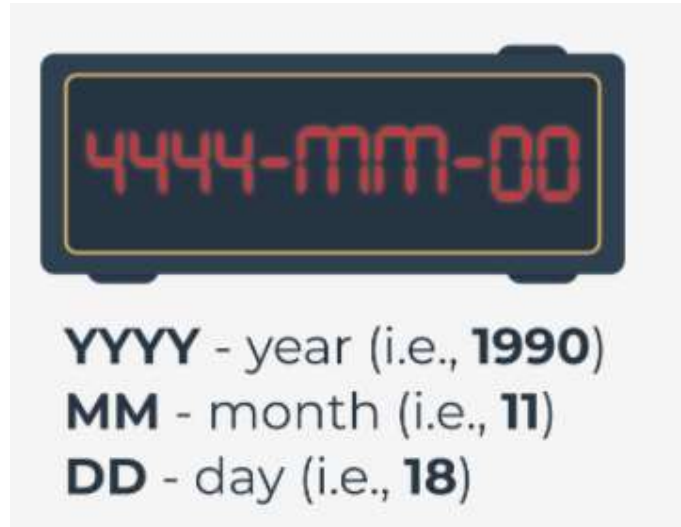 YYYY-MM-DD
YYYY - year (i.e., 1990)
MM - month (i.e., 11)
DD - day (i.e., 18)